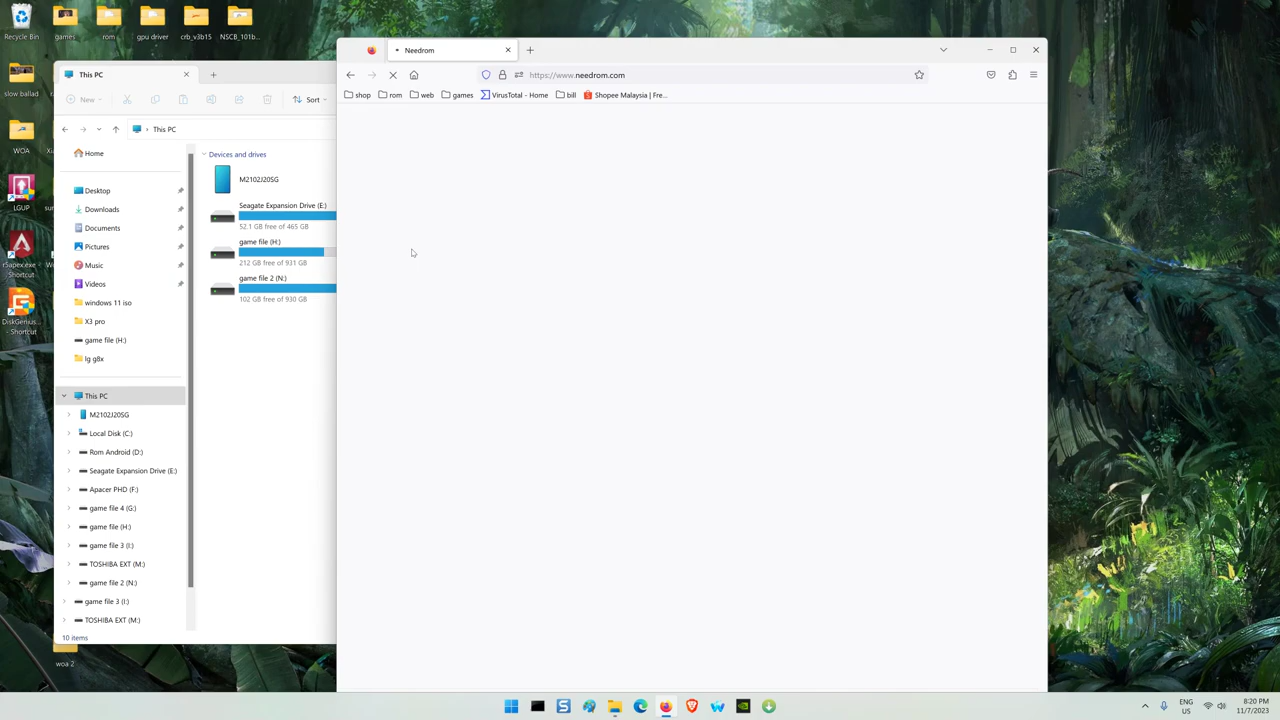 Recycle Bin
games
rom
gpu driver
crb_v3b15
NSCB_101b...
slow ballad
WOA
LGUP
r5apex.exe - Shortcut
DiskGenius... - Shortcut
woa 2
This PC
New
Sort
This PC
Home
Desktop
Downloads
Documents
Pictures
Music
Videos
windows 11 iso
X3 pro
game file (H:)
lg g8x
This PC
M2102J20SG
Local Disk (C:)
Rom Android (D:)
Seagate Expansion Drive (E:)
Apacer PHD (F:)
game file 4 (G:)
game file (H:)
game file 3 (I:)
TOSHIBA EXT (M:)
game file 2 (N:)
game file 3 (I:)
TOSHIBA EXT (M:)
10 items
Devices and drives
M2102J20SG
Seagate Expansion Drive (E:)
52.1 GB free of 465 GB
game file (H:)
212 GB free of 931 GB
game file 2 (N:)
102 GB free of 930 GB
Needrom
https://www.needrom.com
shop
rom
web
games
VirusTotal - Home
bill
Shopee Malaysia | Fre...
ENG
US
8:20 PM
11/7/2023